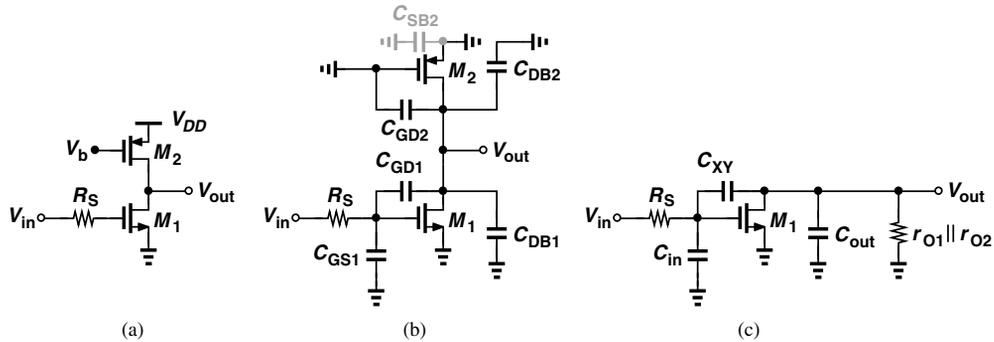 V_DD
V_b
M_2
R_S
V_out
V_in
M_1
(a)
C_SB2
M_2
C_DB2
C_GD2
V_out
C_GD1
R_S
V_in
M_1
C_DB1
C_GS1
(b)
C_XY
R_S
V_out
V_in
M_1
C_in
C_out
r_O1 || r_O2
(c)